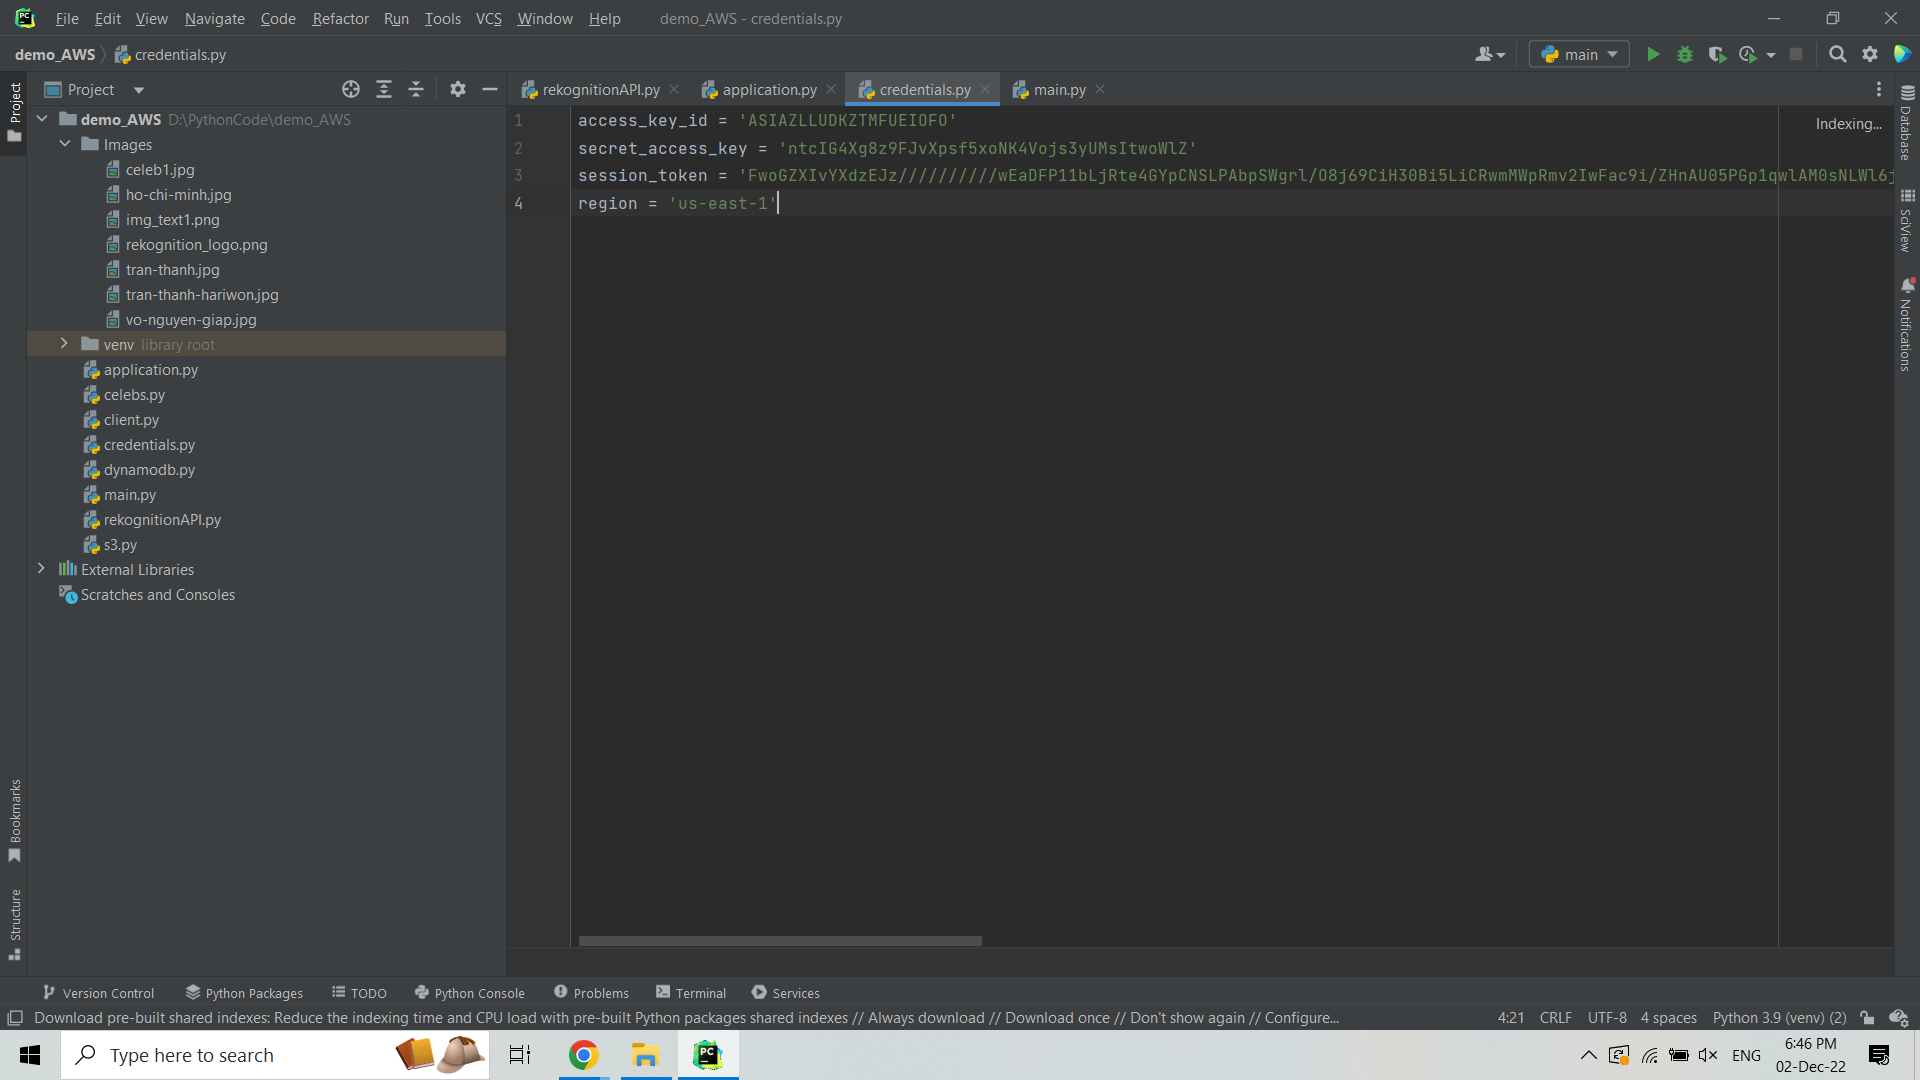 File Edit View Navigate Code Refactor Run Tools VCS Window Help demo_AWS - credentials.py
demo_AWS credentials.py main
Project
rekognitionAPI.py application.py credentials.py main.py
demo_AWS D:\PythonCode\demo_AWS
Images
celeb1.jpg
ho-chi-minh.jpg
img_text1.png
rekognition_logo.png
tran-thanh.jpg
tran-thanh-hariwon.jpg
vo-nguyen-giap.jpg
venv library root
application.py
celebs.py
client.py
credentials.py
dynamodb.py
main.py
rekognitionAPI.py
s3.py
External Libraries
Scratches and Consoles
1 access_key_id = 'ASIAZLLUDKZTMFUEIOFO'
2 secret_access_key = 'ntcIG4Xg8z9FJvXpsf5xoNK4Vojs3yUMsItwoWlZ'
3 session_token = 'FwoGZXIvYXdzEJz//////////wEaDFP11bLjRte4GYpCNSLPAbpSWgrl/O8j69CiH30Bi5LiCRwmMWpRmv2IwFac9i/ZHnAU05PGp1qwlAM0sNLWl6j
4 region = 'us-east-1'
Indexing...
Project
Bookmarks
Structure
Database
SciView
Notifications
Version Control Python Packages TODO Python Console Problems Terminal Services
Download pre-built shared indexes: Reduce the indexing time and CPU load with pre-built Python packages shared indexes // Always download // Download once // Don't show again // Configure... 4:21 CRLF UTF-8 4 spaces Python 3.9 (venv) (2)
Type here to search
ENG
6:46 PM
02-Dec-22